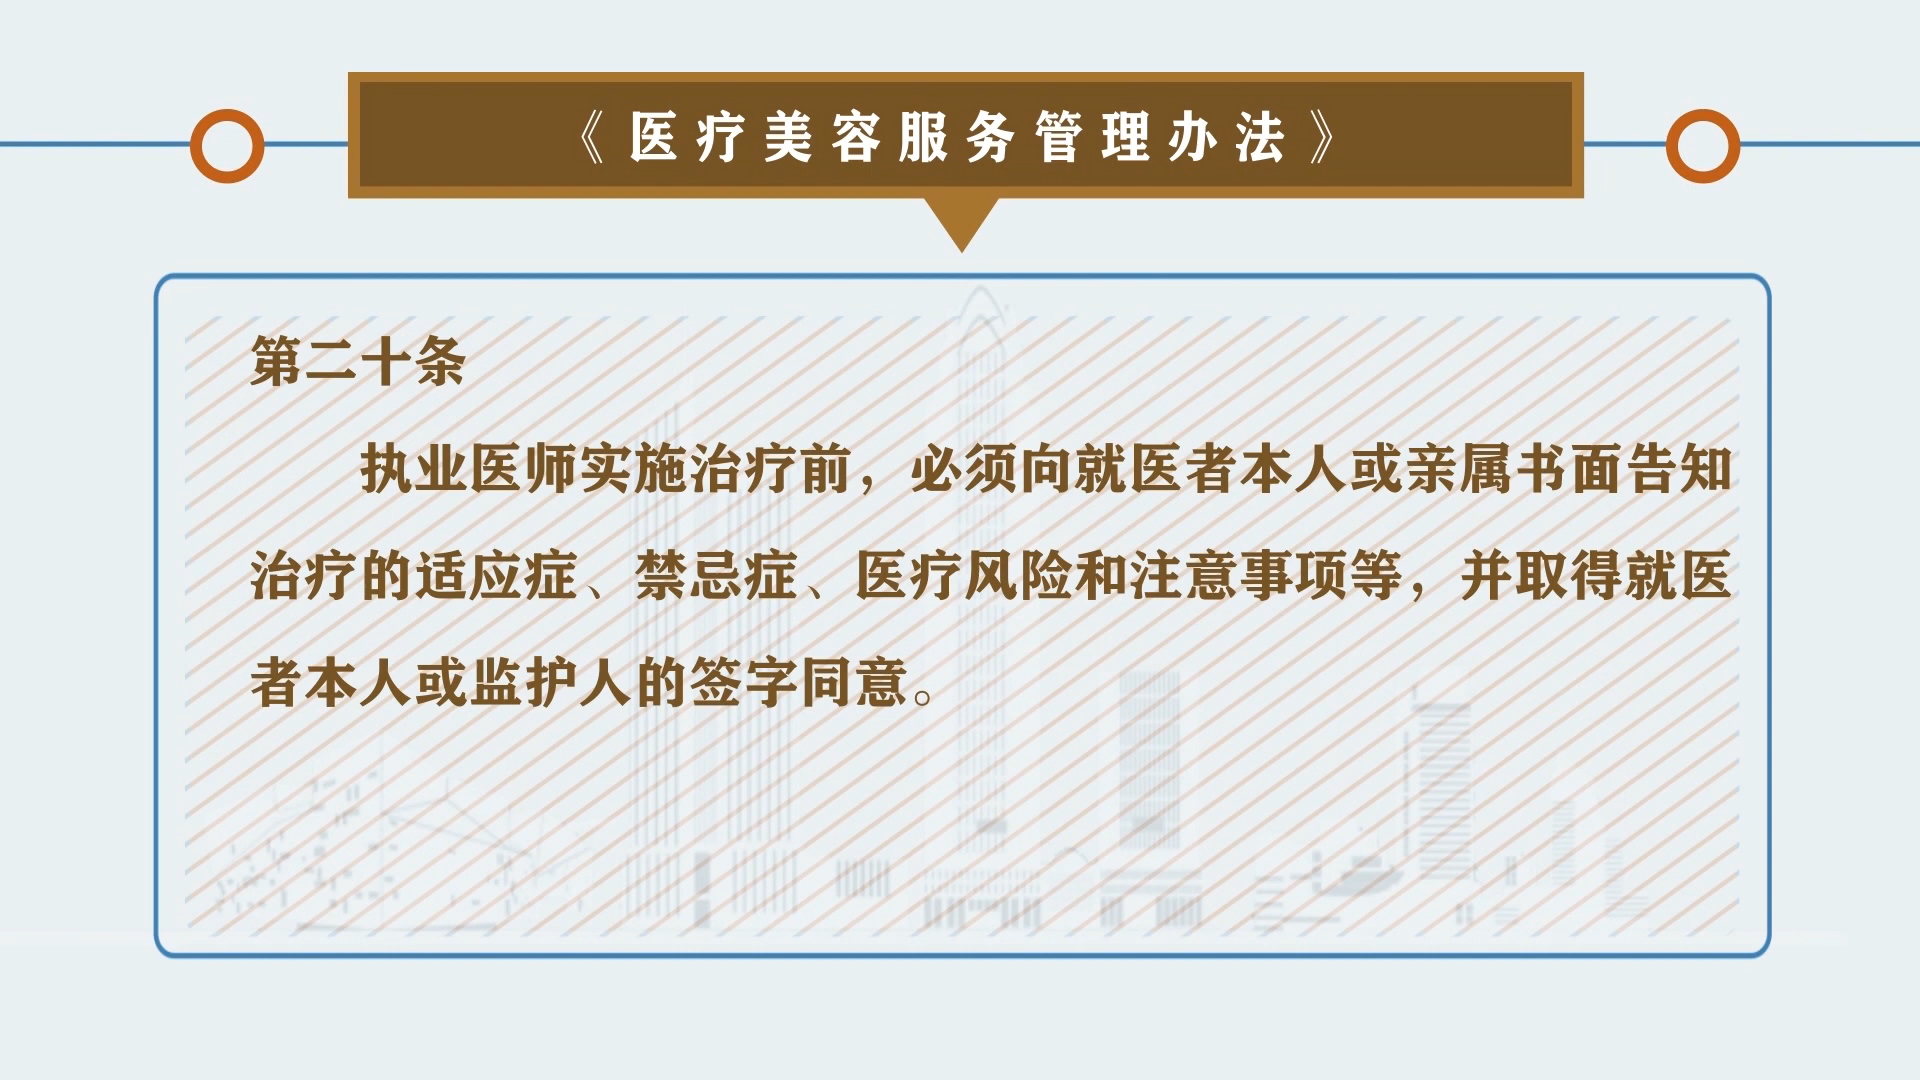 《医疗美容服务管理办法》
第二十条
执业医师实施治疗前，必须向就医者本人或亲属书面告知
治疗的适应症、禁忌症、医疗风险和注意事项等，并取得就医
者本人或监护人的签字同意。